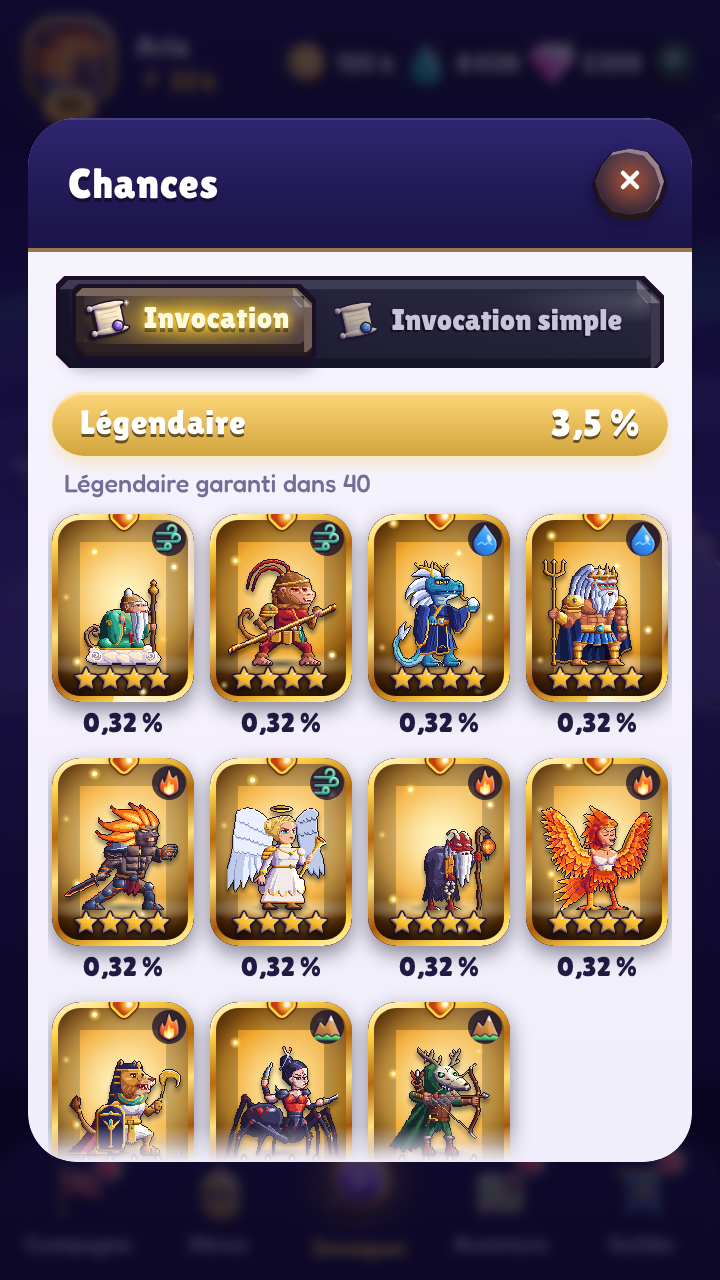 Chances
Invocation
Invocation simple
Légendaire
3,5 %
Légendaire garanti dans 40
0,32 % 0,32 % 0,32 % 0,32 %
0,32 % 0,32 % 0,32 % 0,32 %